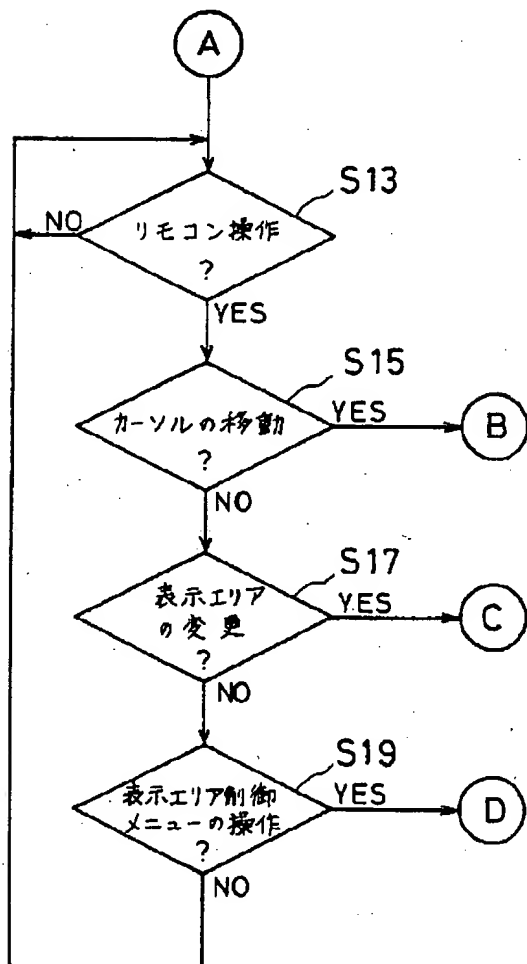 A
S13
NO
リモコン操作
?
YES
S15
カーソルの移動
?
YES
B
NO
S17
表示エリア
の変更
?
YES
C
NO
S19
表示エリア制御
メニューの操作
?
YES
D
NO